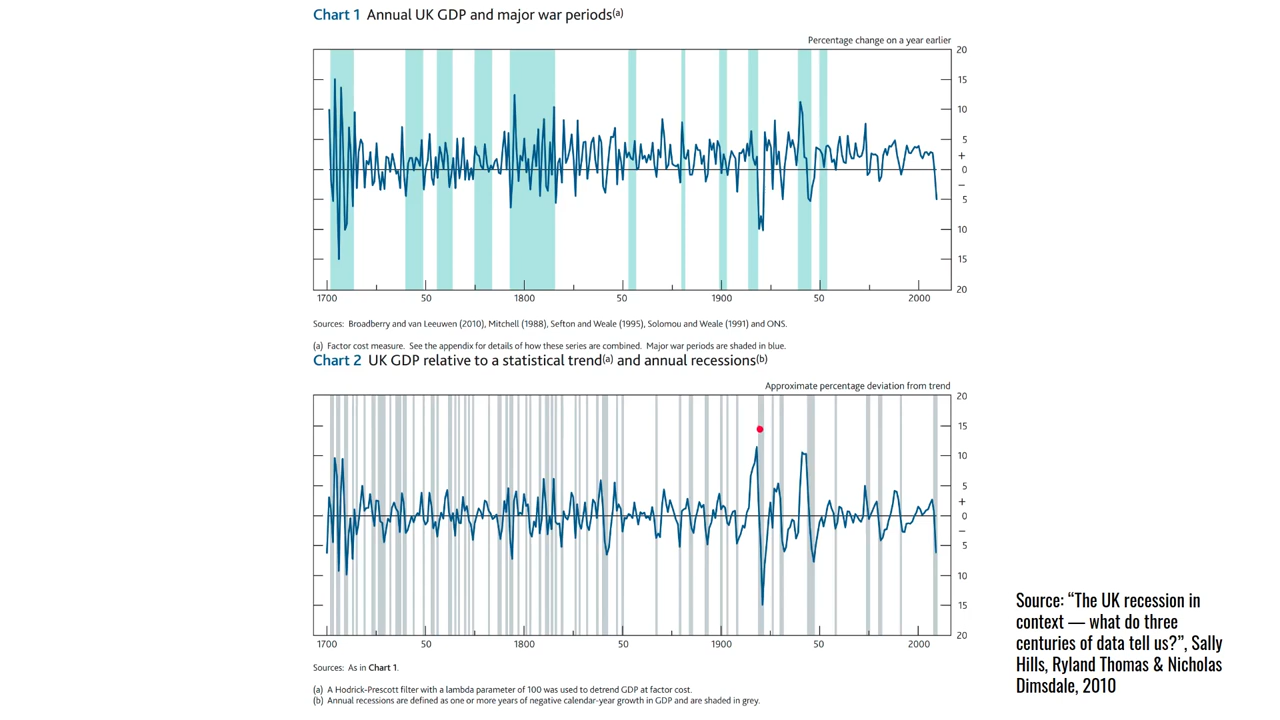 Chart 1 Annual UK GDP and major war periods(a)
Percentage change on a year earlier
20
15
10
5
+
0
–
5
10
15
20
1700 50 1800 50 1900 50 2000
Sources: Broadberry and van Leeuwen (2010), Mitchell (1988), Sefton and Weale (1995), Solomou and Weale (1991) and ONS.
(a) Factor cost measure. See the appendix for details of how these series are combined. Major war periods are shaded in blue.
Chart 2 UK GDP relative to a statistical trend(a) and annual recessions(b)
Approximate percentage deviation from trend
20
15
10
5
+
0
–
5
10
15
20
1700 50 1800 50 1900 50 2000
Sources: As in Chart 1.
(a) A Hodrick-Prescott filter with a lambda parameter of 100 was used to detrend GDP at factor cost.
(b) Annual recessions are defined as one or more years of negative calendar-year growth in GDP and are shaded in grey.
Source: “The UK recession in
context — what do three
centuries of data tell us?”, Sally
Hills, Ryland Thomas & Nicholas
Dimsdale, 2010